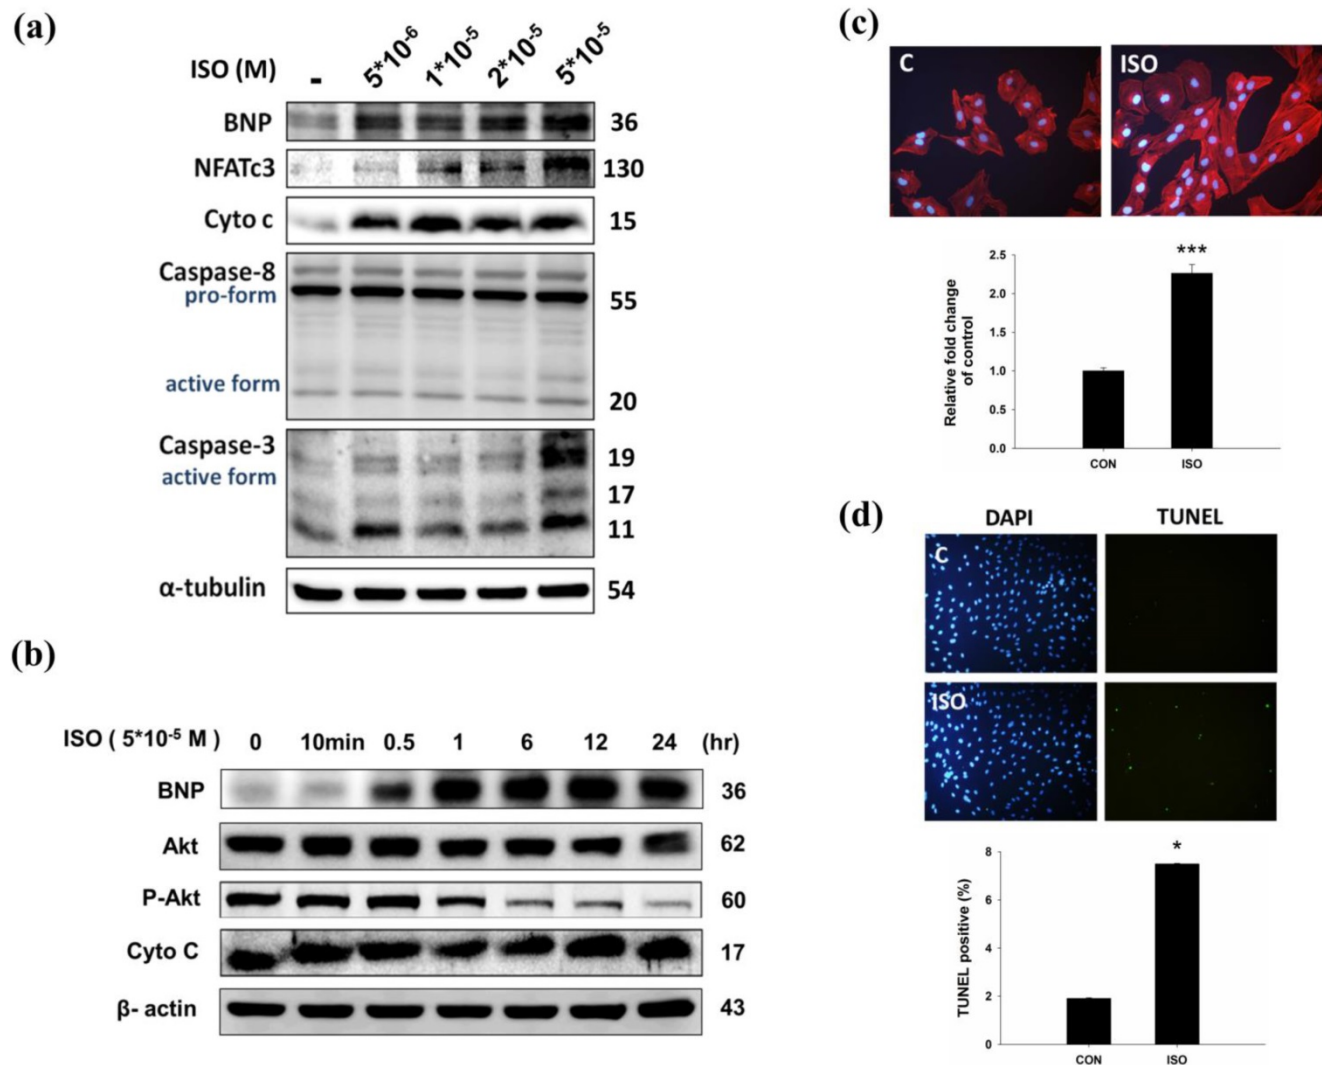 (a)
ISO (M) - 5*10-6 1*10-5 2*10-5 5*10-5
BNP 36
NFATc3 130
Cyto c 15
Caspase-8
pro-form 55
active form 20
Caspase-3 19
active form 17
11
α-tubulin 54
(b)
ISO ( 5*10-5 M ) 0 10min 0.5 1 6 12 24 (hr)
BNP 36
Akt 62
P-Akt 60
Cyto C 17
β- actin 43
(c)
C ISO
Relative fold change
of control
2.5
2.0
1.5
1.0
0.5
0.0
***
CON ISO
(d)
DAPI TUNEL
C
ISO
TUNEL positive (%)
8
6
4
2
0
*
CON ISO